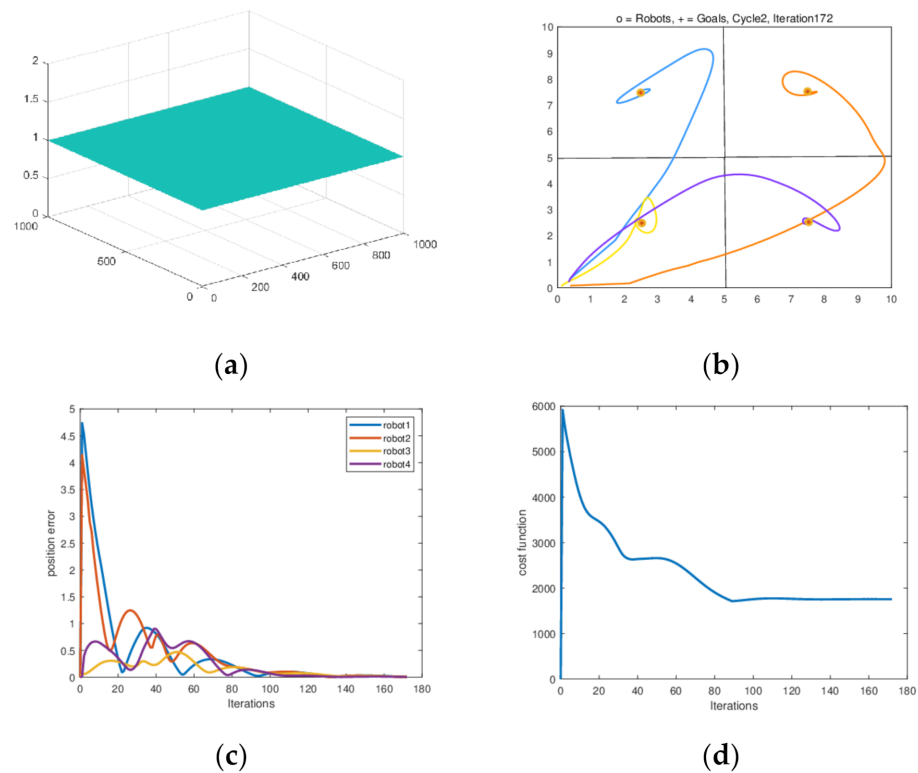 2
1.5
1
0.5
0
1000
500
0
0
200
400
600
800
1000
(a)
o = Robots, + = Goals, Cycle2, Iteration172
10
9
8
7
6
5
4
3
2
1
0
0 1 2 3 4 5 6 7 8 9 10
(b)
position error
5
4.5
4
3.5
3
2.5
2
1.5
1
0.5
0
robot1
robot2
robot3
robot4
0 20 40 60 80 100 120 140 160 180
Iterations
(c)
cost function
6000
5000
4000
3000
2000
1000
0
0 20 40 60 80 100 120 140 160 180
Iterations
(d)